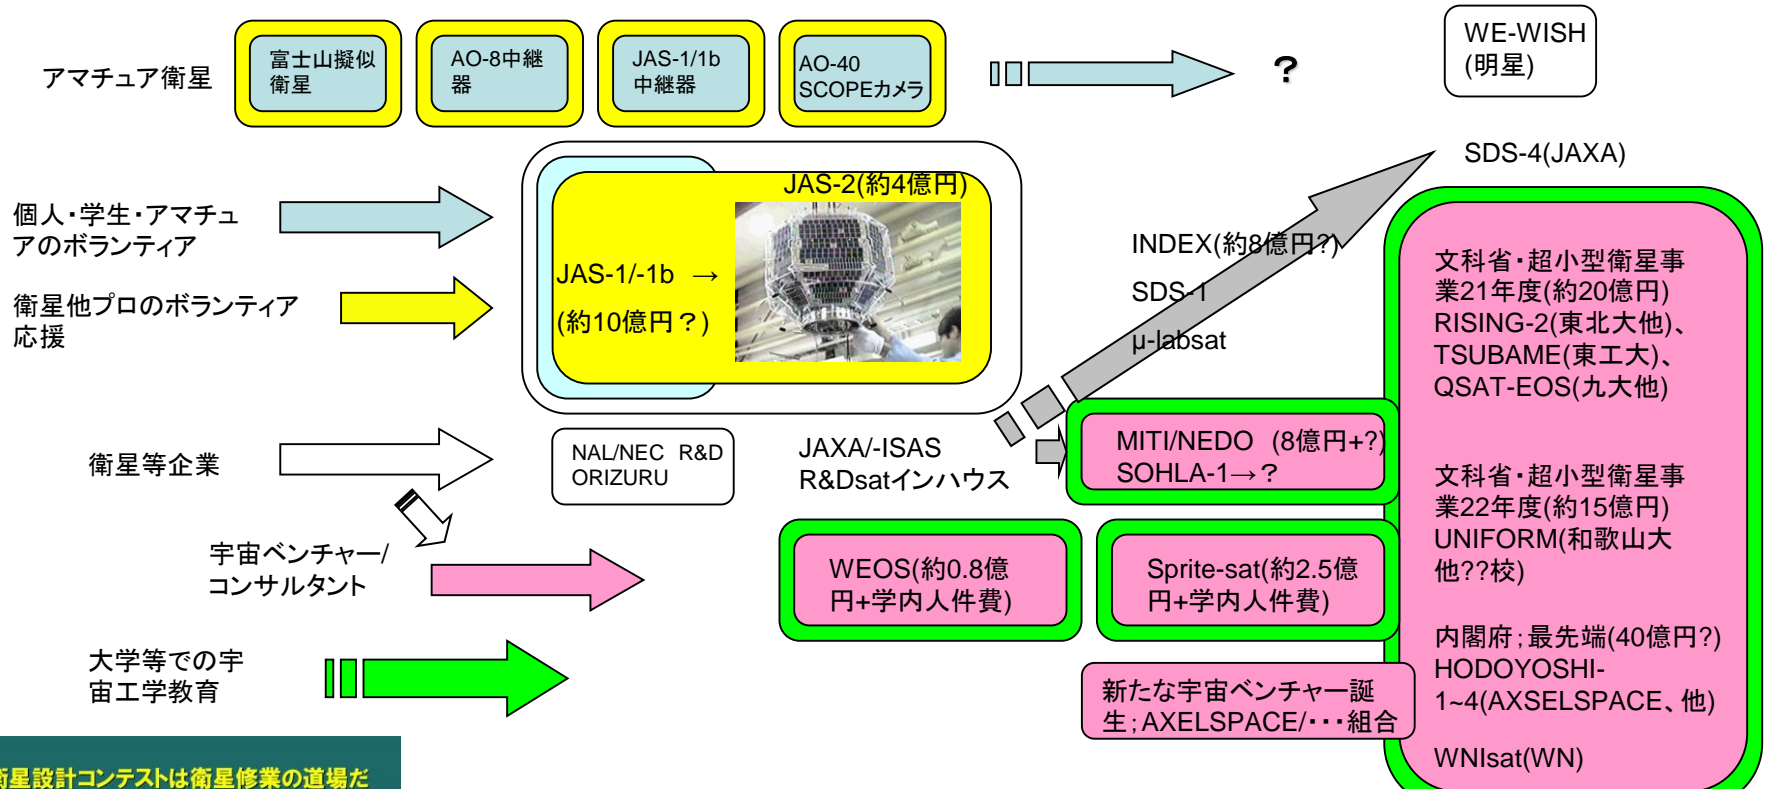 アマチュア衛星
富士山擬似
衛星
AO-8中継
器
JAS-1/1b
中継器
AO-40
SCOPEカメラ
?
WE-WISH
(明星)
SDS-4(JAXA)
個人・学生・アマチュ
アのボランティア
JAS-2(約4億円)
JAS-1/-1b →
(約10億円？)
INDEX(約8億円?)
SDS-1
μ-labsat
衛星他プロのボランティア
応援
文科省・超小型衛星事
業21年度(約20億円)
RISING-2(東北大他)、
TSUBAME(東工大)、
QSAT-EOS(九大他)
衛星等企業
NAL/NEC R&D
ORIZURU
JAXA/-ISAS
R&Dsatインハウス
MITI/NEDO (8億円+?)
SOHLA-1→？
文科省・超小型衛星事
業22年度(約15億円)
UNIFORM(和歌山大
他??校)
宇宙ベンチャー/
コンサルタント
WEOS(約0.8億
円+学内人件費)
Sprite-sat(約2.5億
円+学内人件費)
内閣府；最先端(40億円?)
HODOYOSHI-
1~4(AXSELSPACE、他)
大学等での宇
宙工学教育
新たな宇宙ベンチャー誕
生；AXELSPACE/・・・組合
WNIsat(WN)
衛星設計コンテストは衛星修業の道場だ